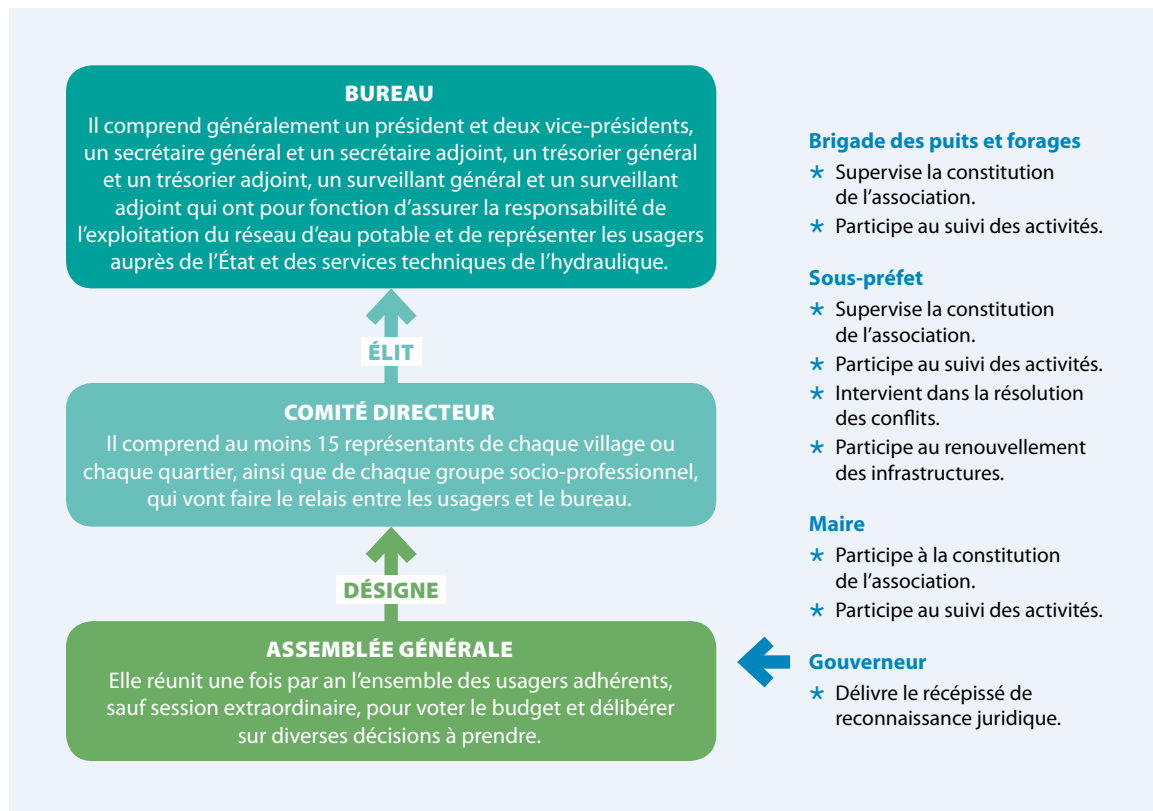 BUREAU
Il comprend généralement un président et deux vice-présidents,
un secrétaire général et un secrétaire adjoint, un trésorier général
et un trésorier adjoint, un surveillant général et un surveillant
adjoint qui ont pour fonction d’assurer la responsabilité de
l’exploitation du réseau d’eau potable et de représenter les usagers
auprès de l’État et des services techniques de l’hydraulique.
ÉLIT
COMITÉ DIRECTEUR
Il comprend au moins 15 représentants de chaque village ou
chaque quartier, ainsi que de chaque groupe socio-professionnel,
qui vont faire le relais entre les usagers et le bureau.
DÉSIGNE
ASSEMBLÉE GÉNÉRALE
Elle réunit une fois par an l’ensemble des usagers adhérents,
sauf session extraordinaire, pour voter le budget et délibérer
sur diverses décisions à prendre.
Brigade des puits et forages
* Supervise la constitution
de l’association.
* Participe au suivi des activités.
Sous-préfet
* Supervise la constitution
de l’association.
* Participe au suivi des activités.
* Intervient dans la résolution
des conflits.
* Participe au renouvellement
des infrastructures.
Maire
* Participe à la constitution
de l’association.
* Participe au suivi des activités.
Gouverneur
* Délivre le récépissé de
reconnaissance juridique.